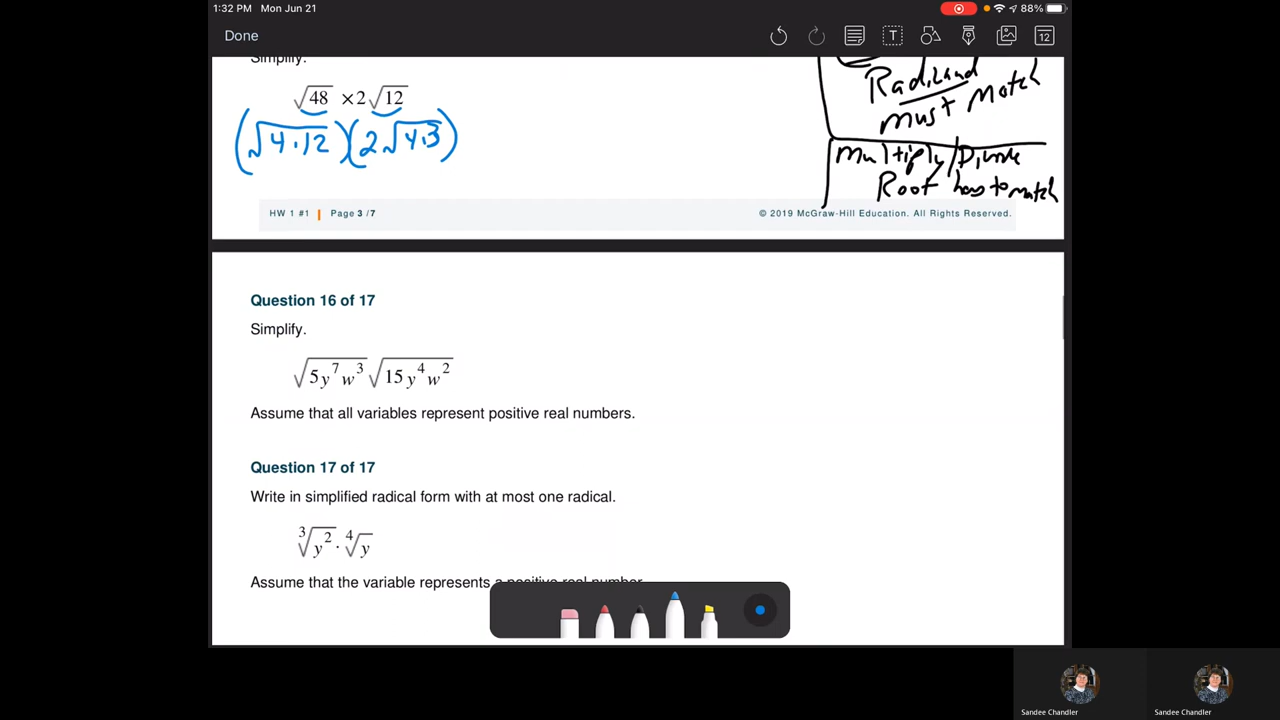 1:32 PM Mon Jun 21
88%
Done
T
12
Simplify.
√48 ×2√12
(√4·12)(2√4·3)
Radicand
must Match
Multiply/Divide
Root has to match
HW 1 #1 | Page 3 /7
© 2019 McGraw-Hill Education. All Rights Reserved.
Question 16 of 17
Simplify.
√5y⁷w³ √15y⁴w²
Assume that all variables represent positive real numbers.
Question 17 of 17
Write in simplified radical form with at most one radical.
³√y² · ⁴√y
Assume that the variable represents a positive real number.
Sandee Chandler
Sandee Chandler